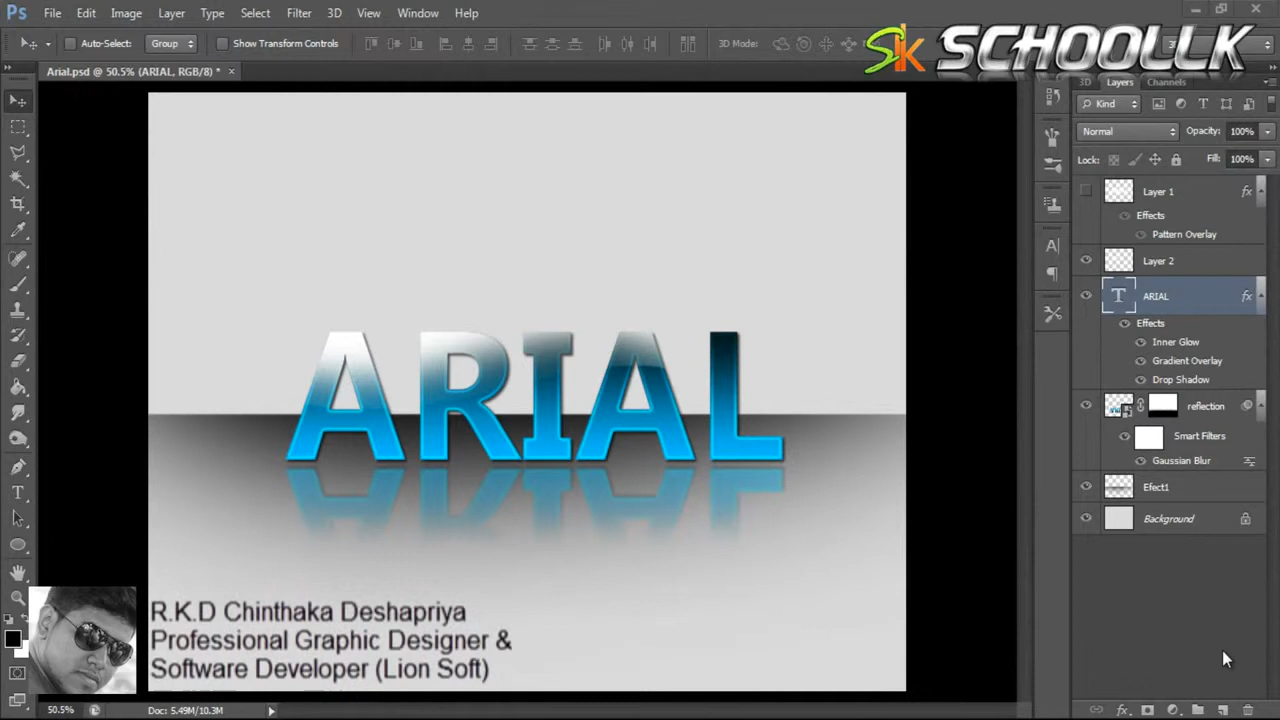 Ps File Edit Image Layer Type Select Filter 3D View Window Help
Auto-Select: Group Show Transform Controls 3D Mode:
SK SCHOOLLK
Arial.psd @ 50.5% (ARIAL, RGB/8) * ×
3D Layers Channels
Kind
Normal Opacity: 100%
Lock: Fill: 100%
Layer 1 fx
Effects
Pattern Overlay
Layer 2
T ARIAL fx
Effects
Inner Glow
Gradient Overlay
Drop Shadow
reflection
Smart Filters
Gaussian Blur
Efect1
Background
ARIAL
R.K.D Chinthaka Deshapriya
Professional Graphic Designer &
Software Developer (Lion Soft)
50.5% Doc: 5.49M/10.3M